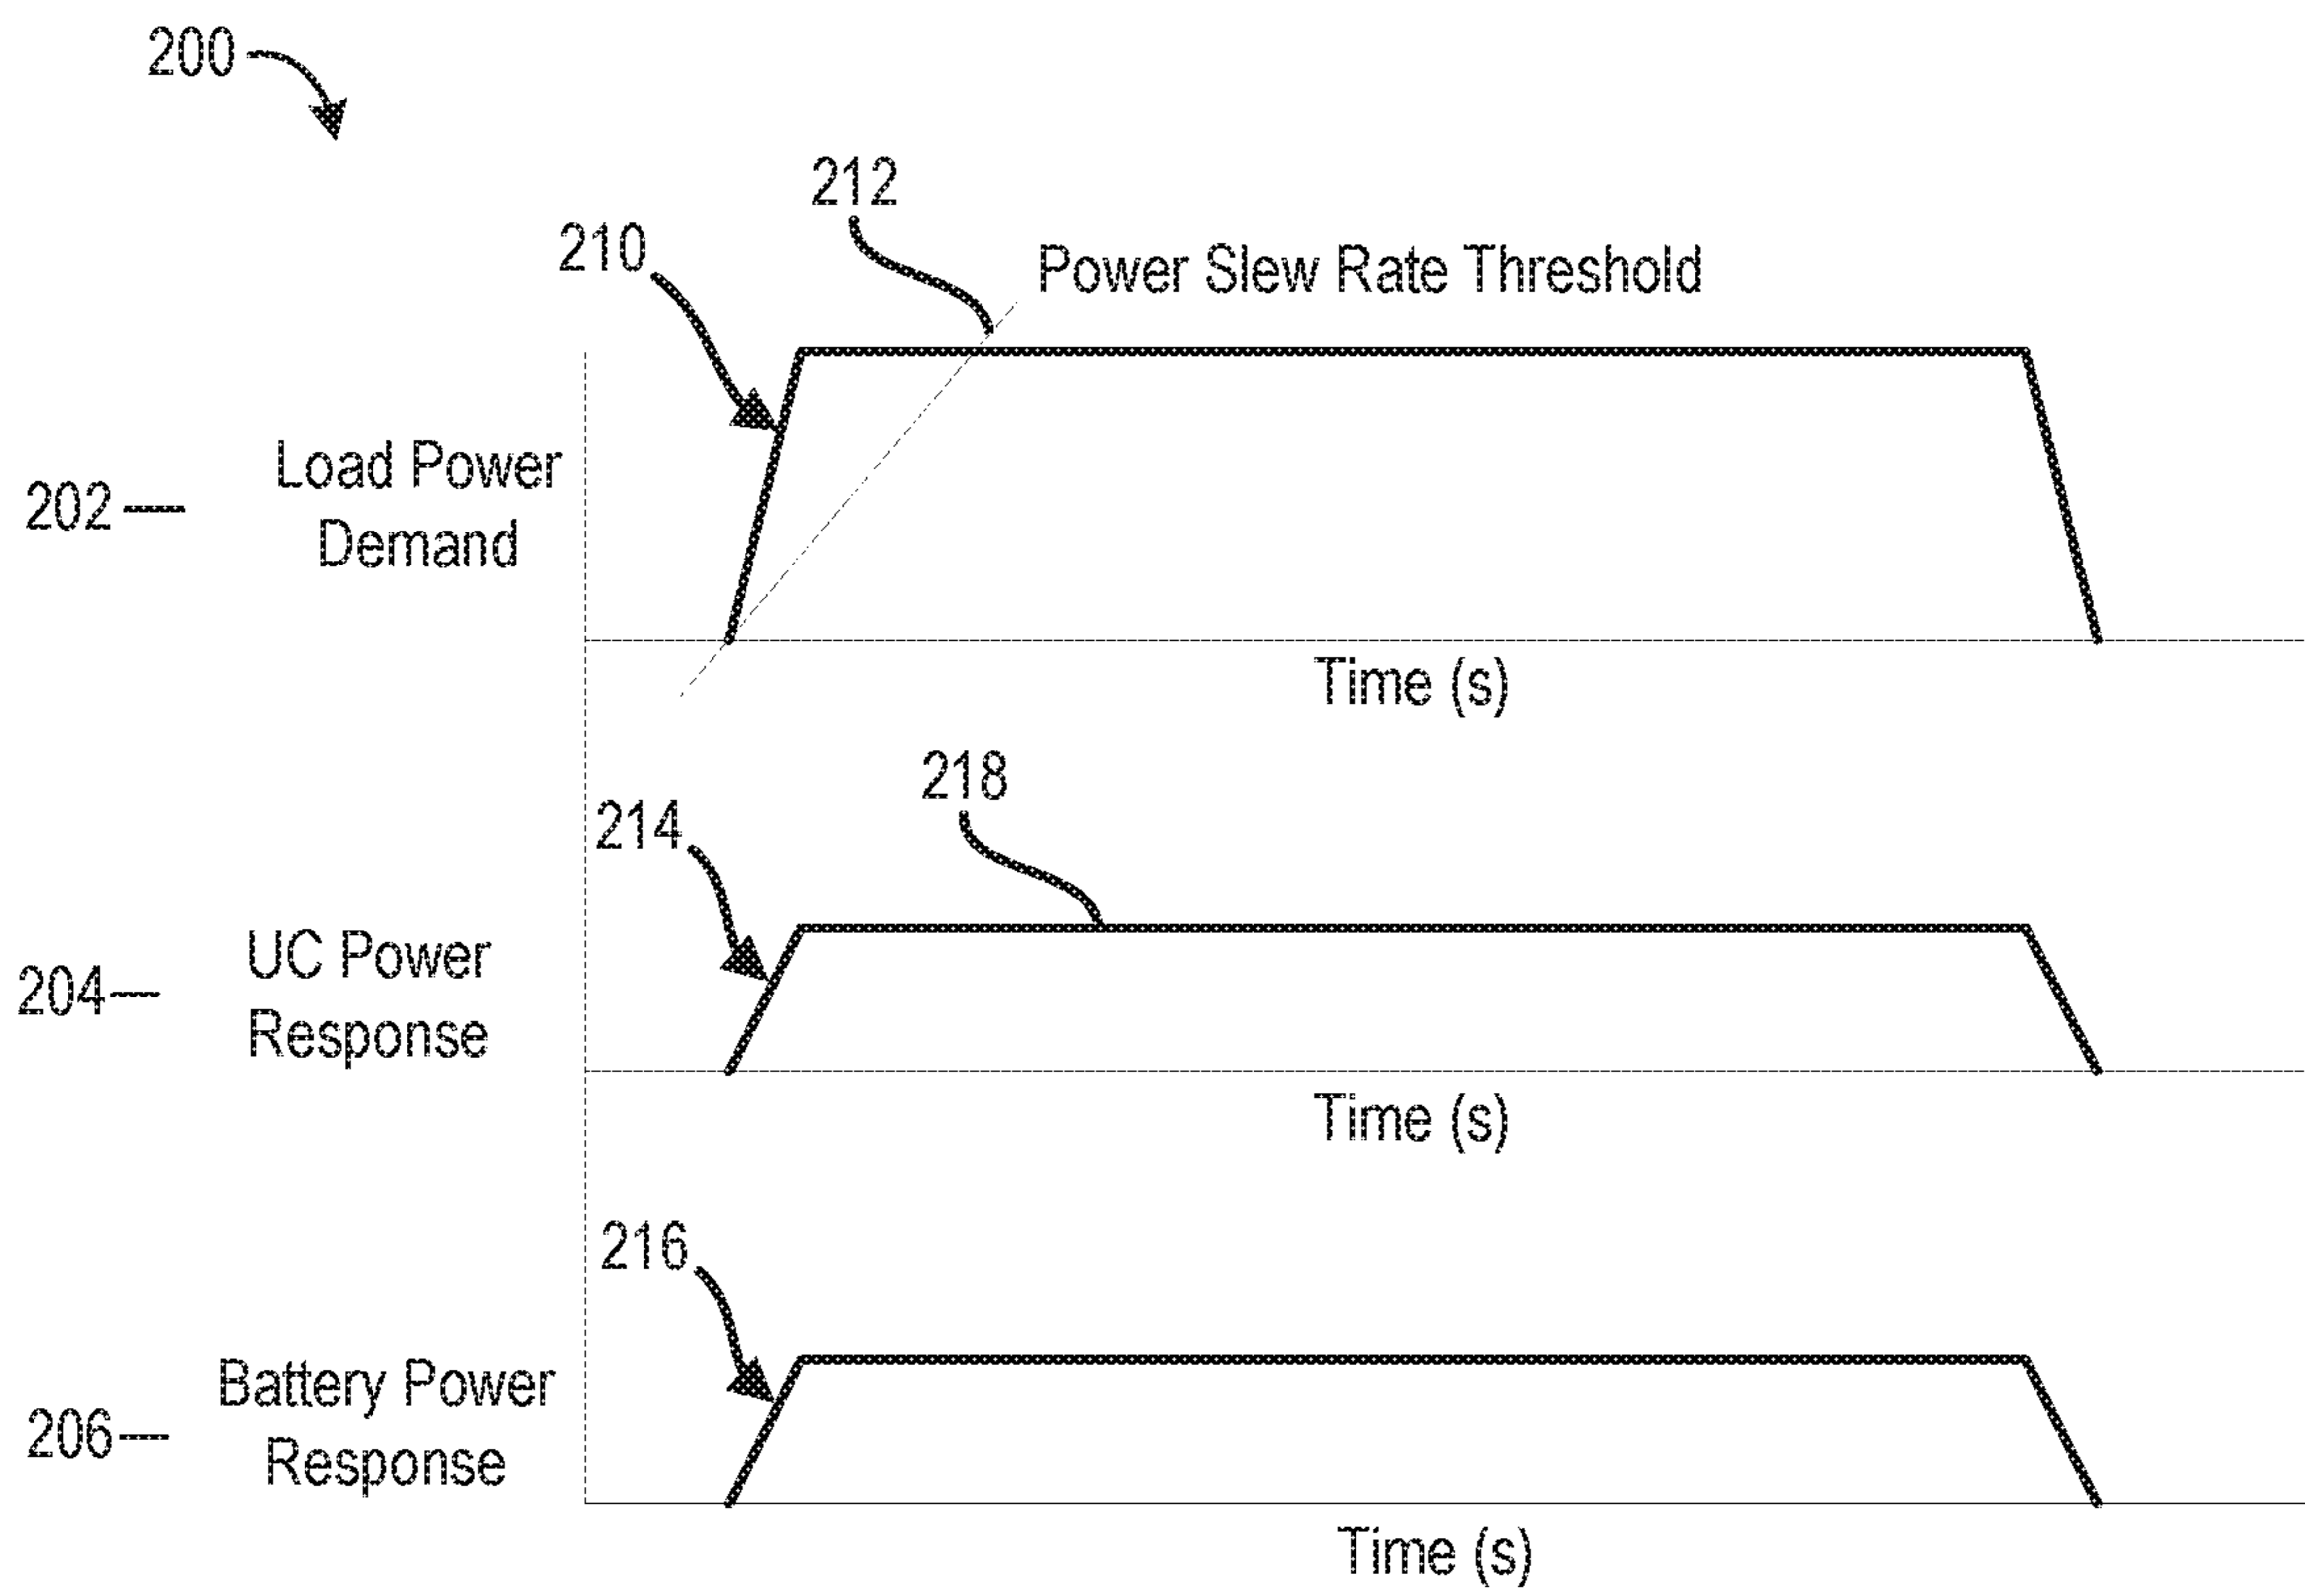 200
212
210
Power Slew Rate Threshold
202
Load Power
Demand
Time (s)
218
214
204
UC Power
Response
Time (s)
216
206
Battery Power
Response
Time (s)